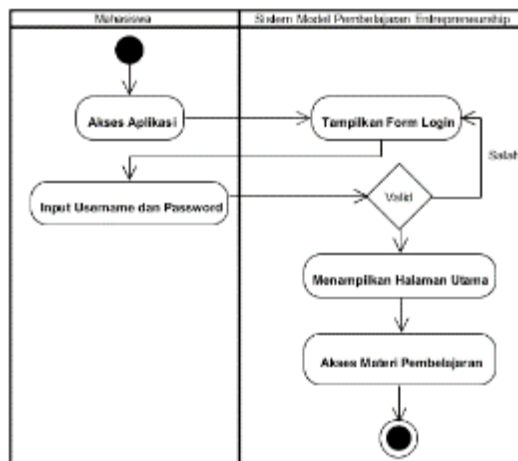 Mahasiswa
Sistem Model Pembelajaran Entrepreneurship
Akses Aplikasi
Tampilkan Form Login
Salah
Input Username dan Password
Valid
Menampilkan Halaman Utama
Akses Materi Pembelajaran